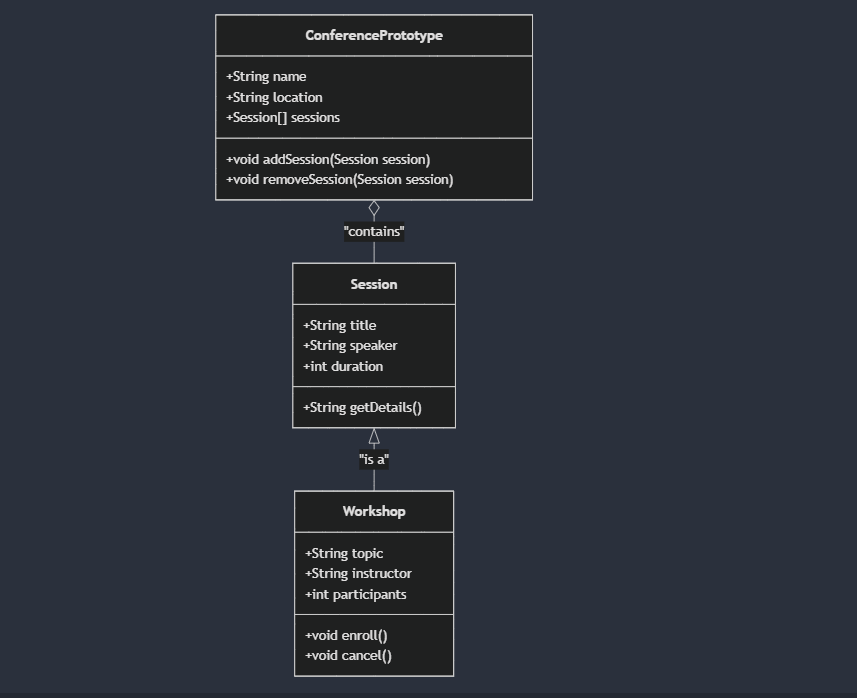 ConferencePrototype
+String name
+String location
+Session[] sessions
+void addSession(Session session)
+void removeSession(Session session)
"contains"
Session
+String title
+String speaker
+int duration
+String getDetails()
"is a"
Workshop
+String topic
+String instructor
+int participants
+void enroll()
+void cancel()